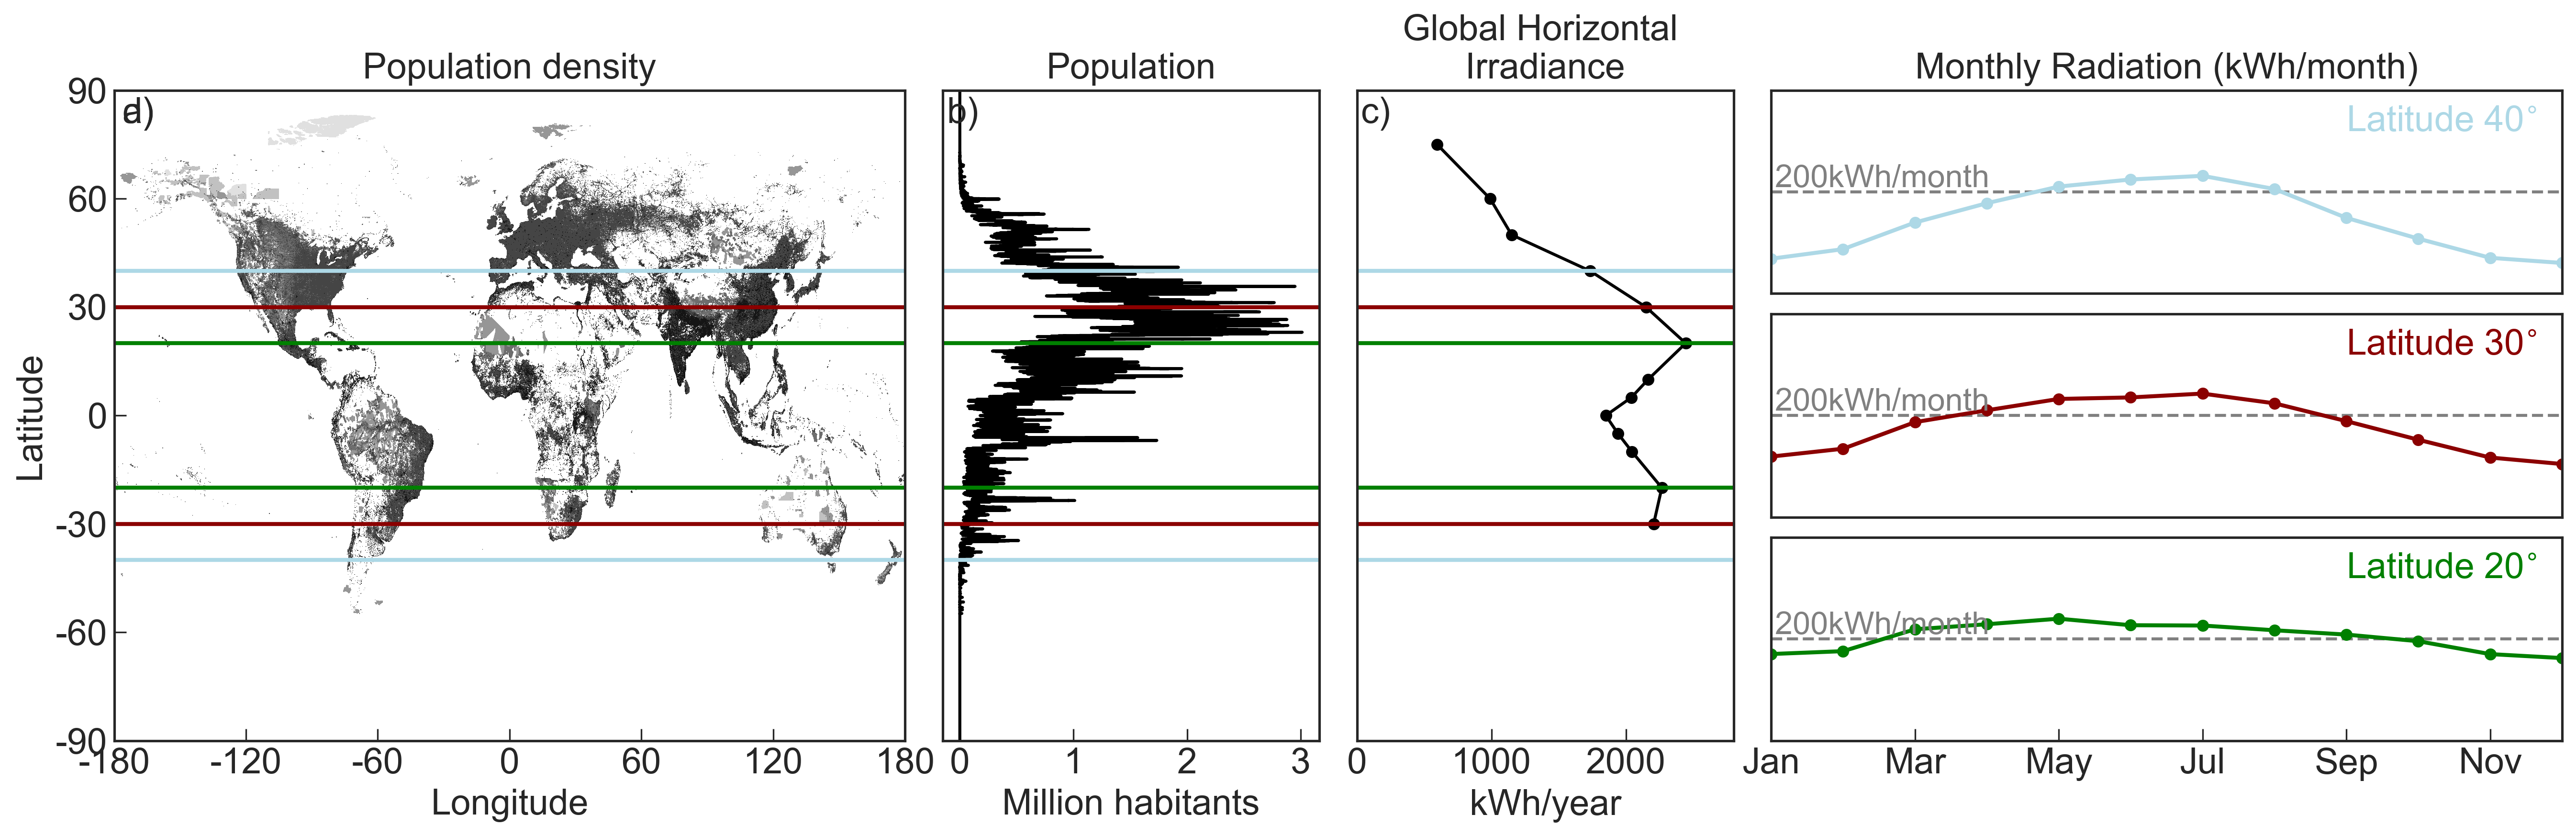 Population density
Population
Global Horizontal
Irradiance
Monthly Radiation (kWh/month)
b)
c)
90
60
30
0
-30
-60
-90
Latitude
-180
-120
-60
0
60
120
180
Longitude
0
1
2
3
Million habitants
0
1000
2000
kWh/year
Latitude 40°
200kWh/month
Latitude 30°
200kWh/month
Latitude 20°
200kWh/month
Jan
Mar
May
Jul
Sep
Nov